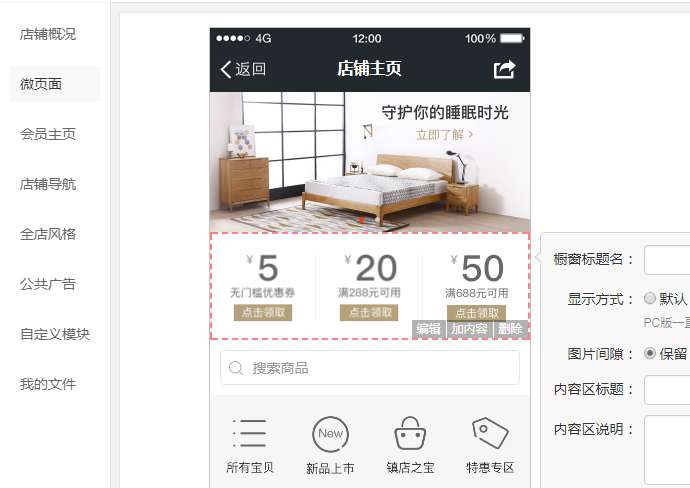 店铺概况
微页面
会员主页
店铺导航
全店风格
公共广告
自定义模块
我的文件
4G 12:00 100%
返回 店铺主页
守护你的睡眠时光
立即了解 >
¥5 ¥20 ¥50
无门槛优惠券 满288元可用 满688元可用
点击领取 点击领取 点击领取
编辑 加内容 删除
搜索商品
New
所有宝贝 新品上市 镇店之宝 特惠专区
橱窗标题名：
显示方式： 默认
PC版一
图片间隙： 保留
内容区标题：
内容区说明：